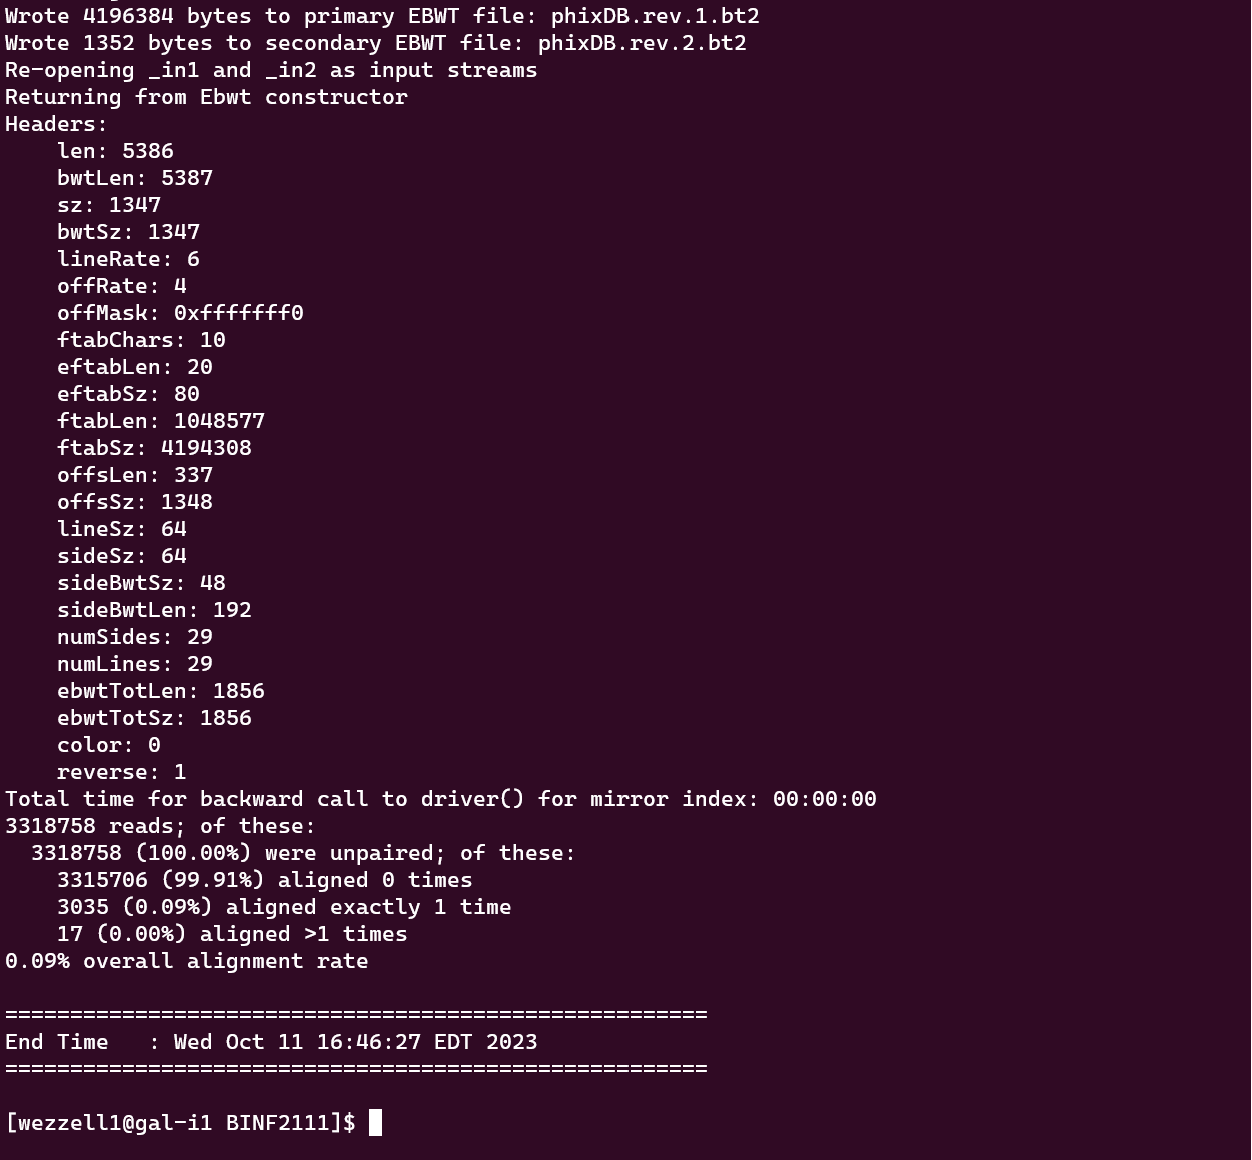 Wrote 4196384 bytes to primary EBWT file: phixDB.rev.1.bt2
Wrote 1352 bytes to secondary EBWT file: phixDB.rev.2.bt2
Re-opening _in1 and _in2 as input streams
Returning from Ebwt constructor
Headers:
    len: 5386
    bwtLen: 5387
    sz: 1347
    bwtSz: 1347
    lineRate: 6
    offRate: 4
    offMask: 0xfffffff0
    ftabChars: 10
    eftabLen: 20
    eftabSz: 80
    ftabLen: 1048577
    ftabSz: 4194308
    offsLen: 337
    offsSz: 1348
    lineSz: 64
    sideSz: 64
    sideBwtSz: 48
    sideBwtLen: 192
    numSides: 29
    numLines: 29
    ebwtTotLen: 1856
    ebwtTotSz: 1856
    color: 0
    reverse: 1
Total time for backward call to driver() for mirror index: 00:00:00
3318758 reads; of these:
  3318758 (100.00%) were unpaired; of these:
    3315706 (99.91%) aligned 0 times
    3035 (0.09%) aligned exactly 1 time
    17 (0.00%) aligned >1 times
0.09% overall alignment rate

======================================================
End Time   : Wed Oct 11 16:46:27 EDT 2023
======================================================

[wezzell1@gal-i1 BINF2111]$